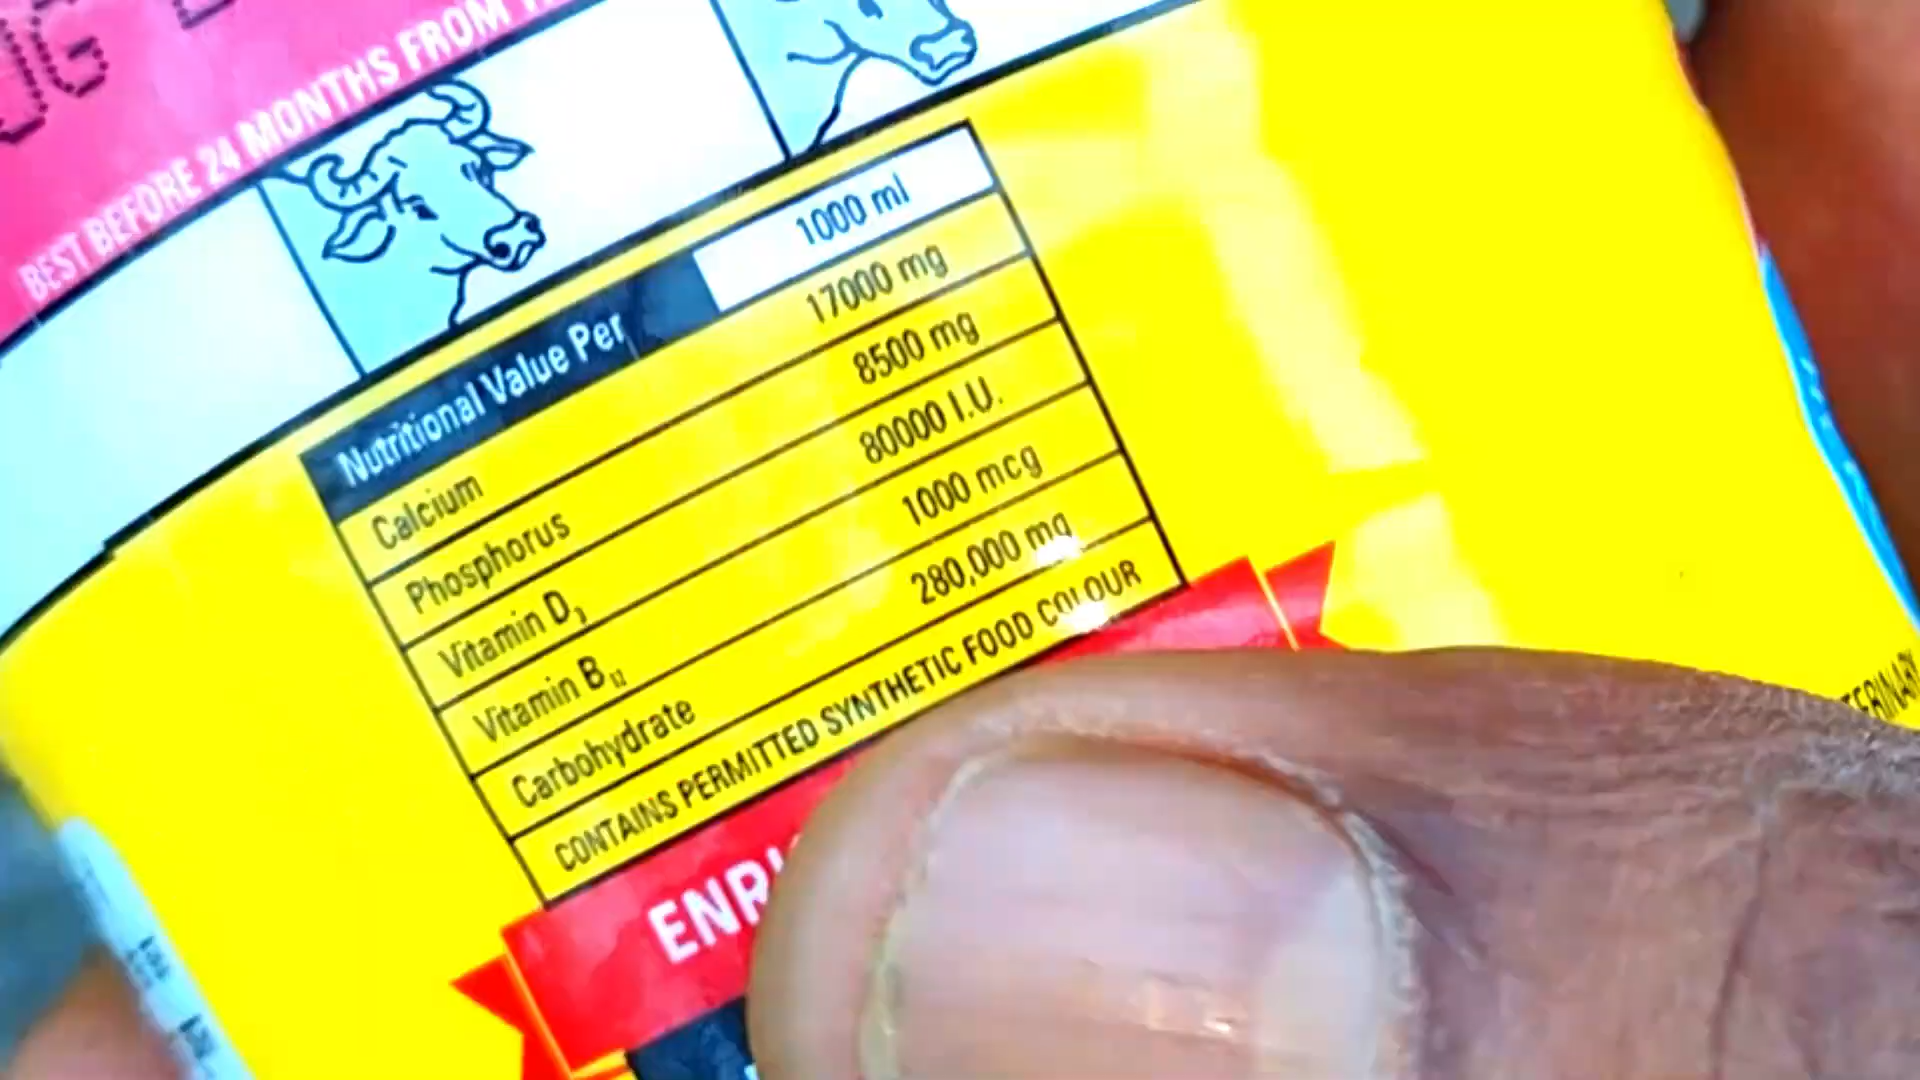 BEST BEFORE 24 MONTHS FROM
Nutritional Value Per 1000 ml
Calcium 17000 mg
Phosphorus 8500 mg
Vitamin D3 80000 I.U.
Vitamin B12 1000 mcg
Carbohydrate 280,000 mg
CONTAINS PERMITTED SYNTHETIC FOOD COLOUR